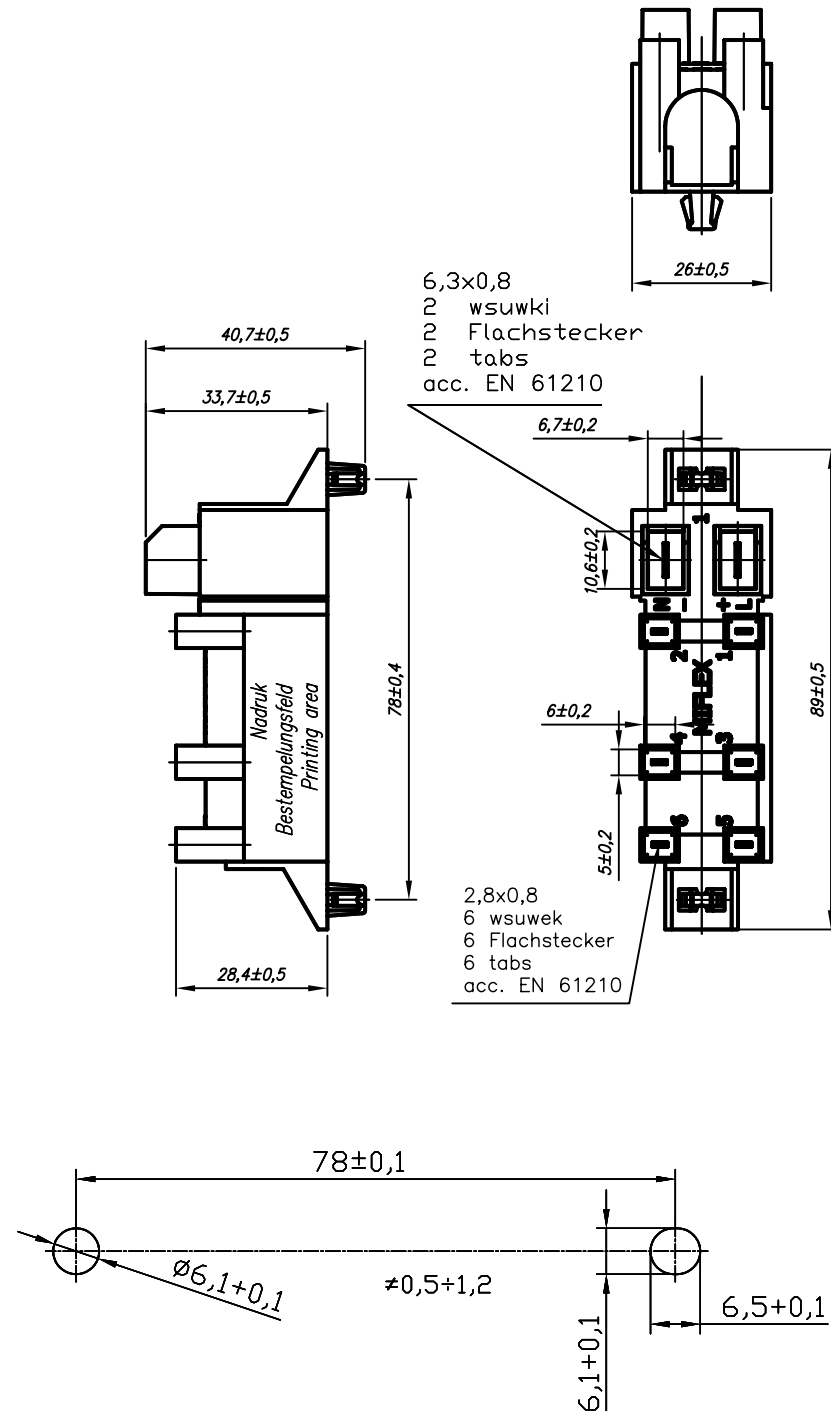 26±0,5
6,3x0,8
2 wsuwki
2 Flachstecker
2 tabs
acc. EN 61210
40,7±0,5
33,7±0,5
6,7±0,2
10,6±0,2
1
N - + L
2 1
MIFLEX
4 3
6 5
78±0,4
89±0,5
6±0,2
5±0,2
Nadruk
Bestempelungsfeld
Printing area
28,4±0,5
2,8x0,8
6 wsuwek
6 Flachstecker
6 tabs
acc. EN 61210
78±0,1
Ø6,1+0,1
≠0,5÷1,2
6,1+0,1
6,5+0,1